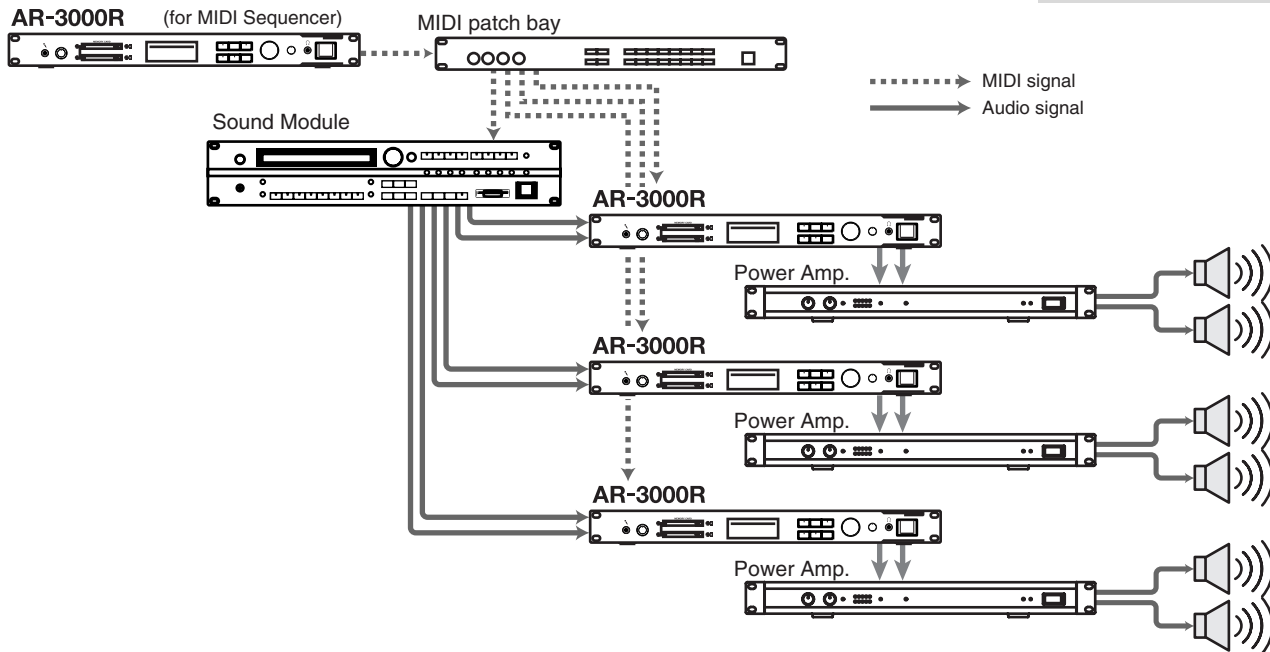 AR-3000R (for MIDI Sequencer)
MIDI patch bay
MIDI signal
Audio signal
Sound Module
AR-3000R
Power Amp.
AR-3000R
Power Amp.
AR-3000R
Power Amp.